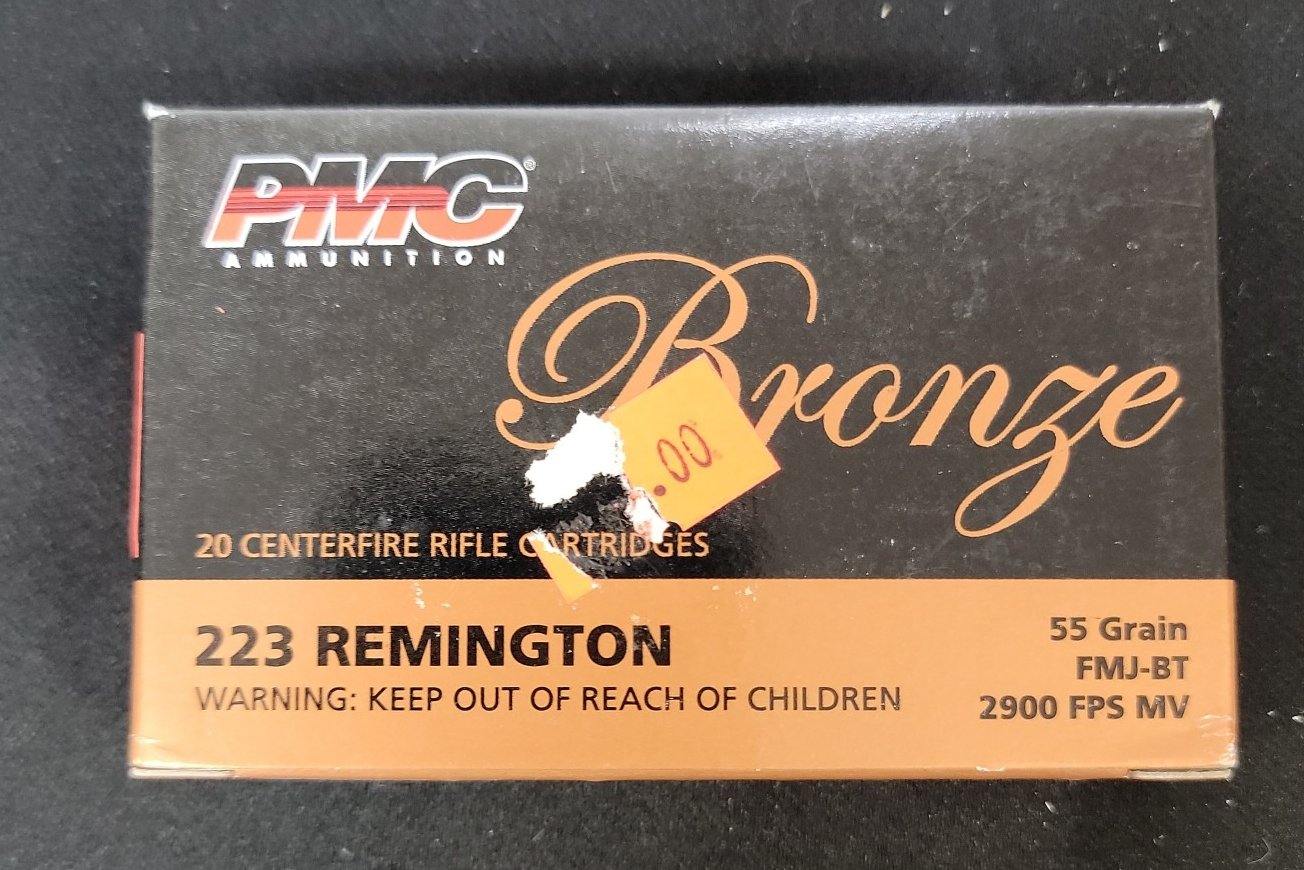 PMC®
AMMUNITION
Bronze
.00
20 CENTERFIRE RIFLE CARTRIDGES
223 REMINGTON
WARNING: KEEP OUT OF REACH OF CHILDREN
55 Grain
FMJ-BT
2900 FPS MV